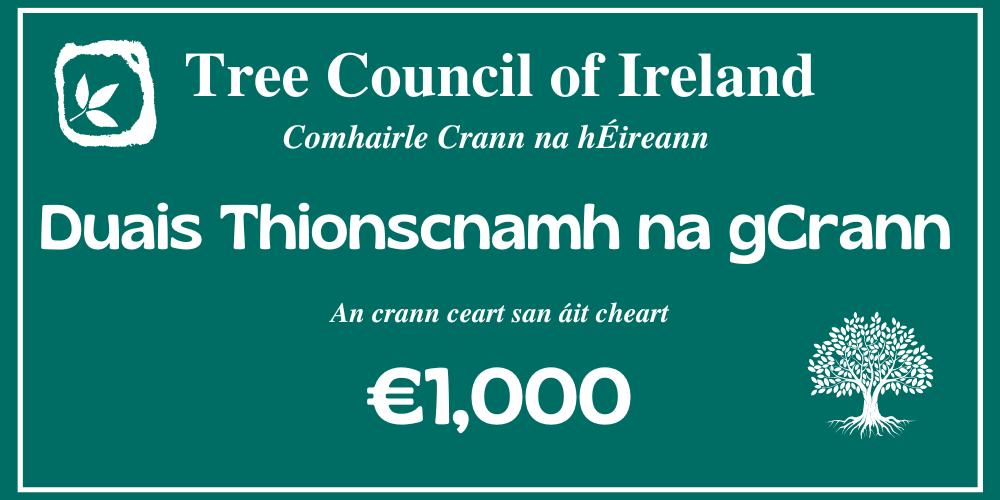 Tree Council of Ireland
Comhairle Crann na hÉireann
Duais Thionscnamh na gCrann
An crann ceart san áit cheart
€1,000